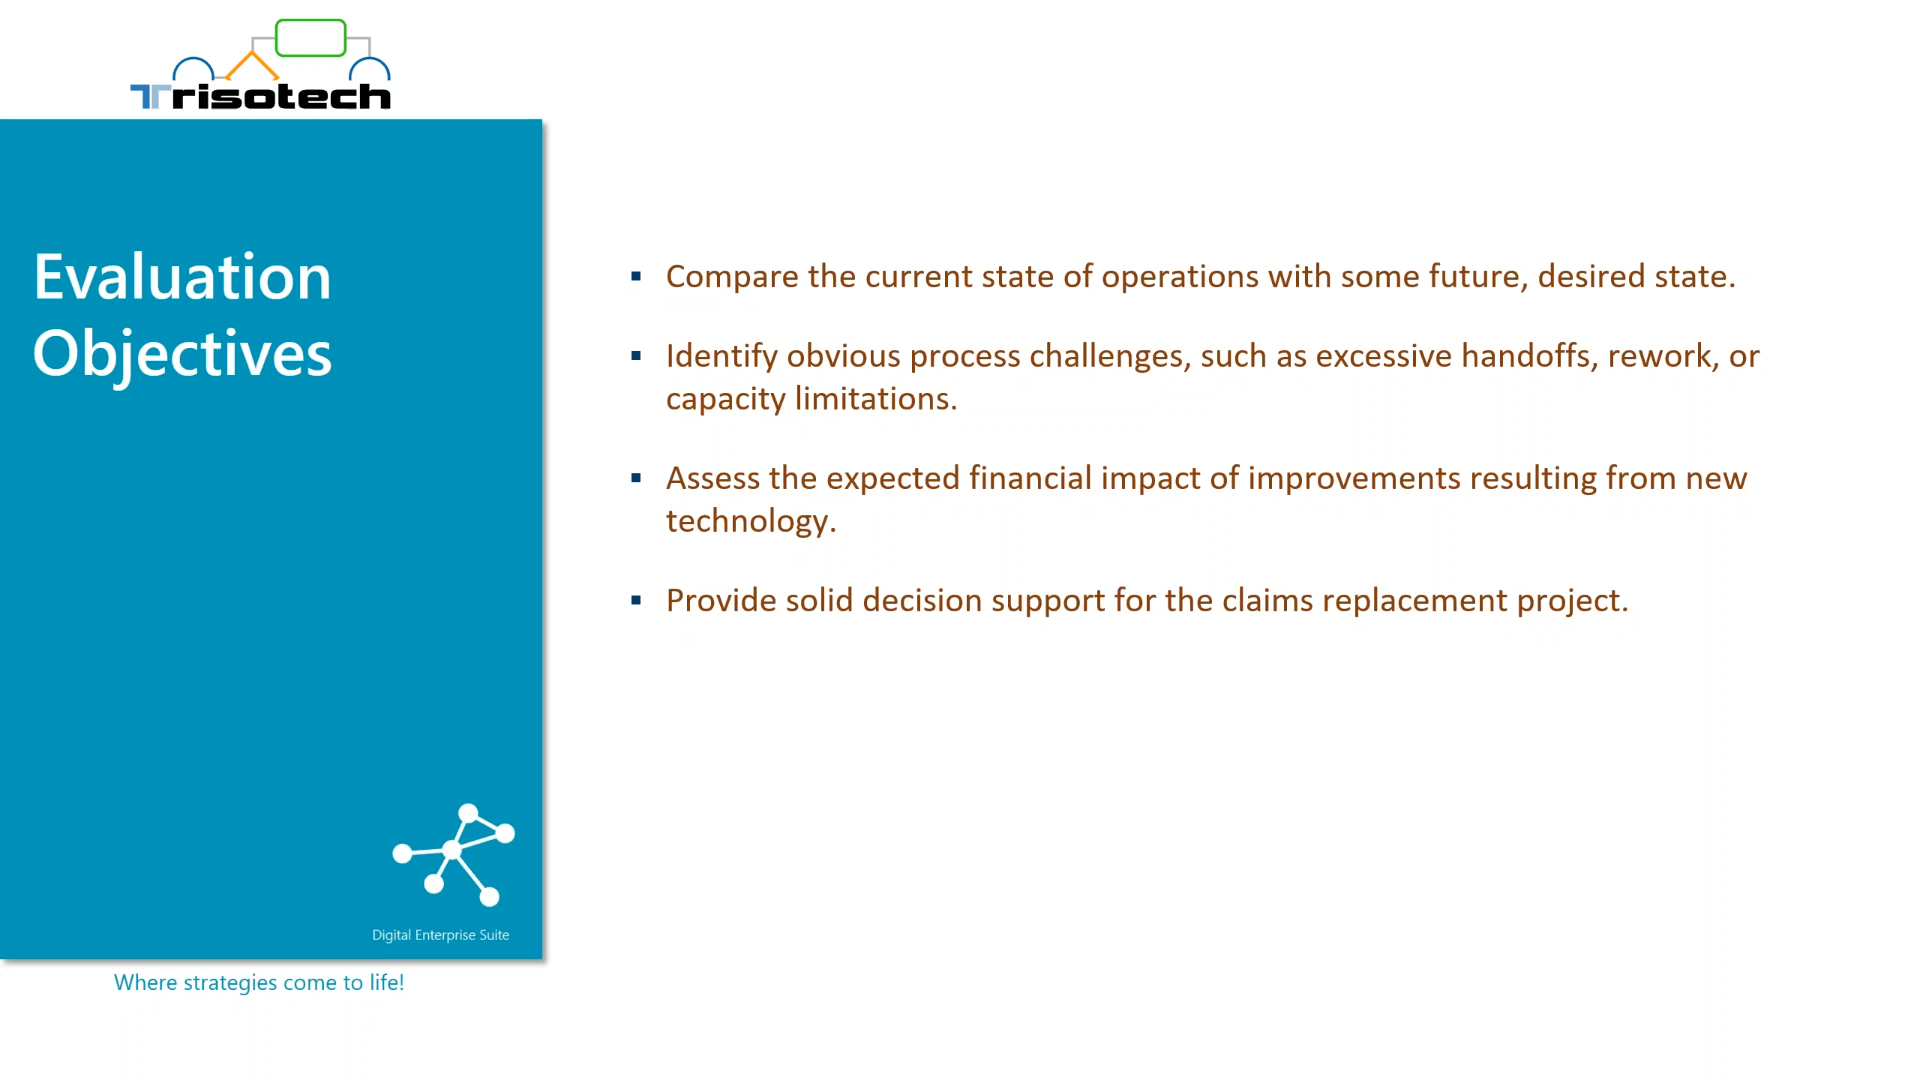 Trisotech
Evaluation
Objectives
▪ Compare the current state of operations with some future, desired state.
▪ Identify obvious process challenges, such as excessive handoffs, rework, or
capacity limitations.
▪ Assess the expected financial impact of improvements resulting from new
technology.
▪ Provide solid decision support for the claims replacement project.
Digital Enterprise Suite
Where strategies come to life!